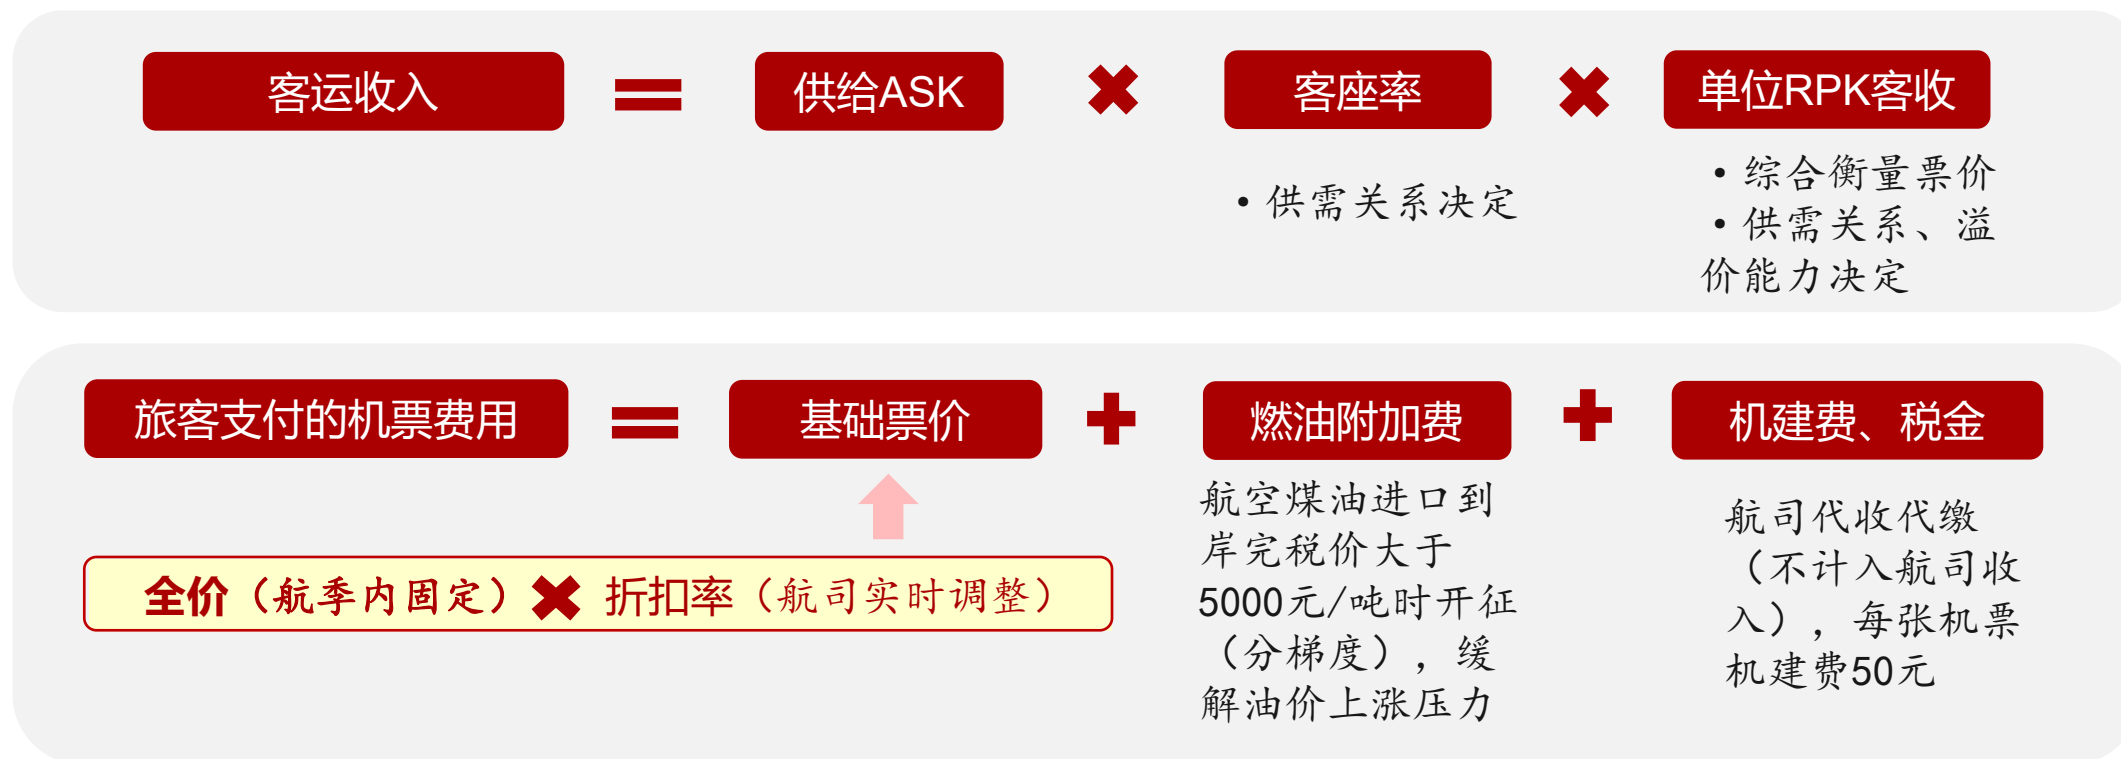 客运收入 = 供给ASK × 客座率 × 单位RPK客收
•供需关系决定
•综合衡量票价
•供需关系、溢
价能力决定
旅客支付的机票费用 = 基础票价 + 燃油附加费 + 机建费、税金
全价（航季内固定）× 折扣率（航司实时调整）
航空煤油进口到
岸完税价大于
5000元/吨时开征
（分梯度），缓
解油价上涨压力
航司代收代缴
（不计入航司收
入），每张机票
机建费50元